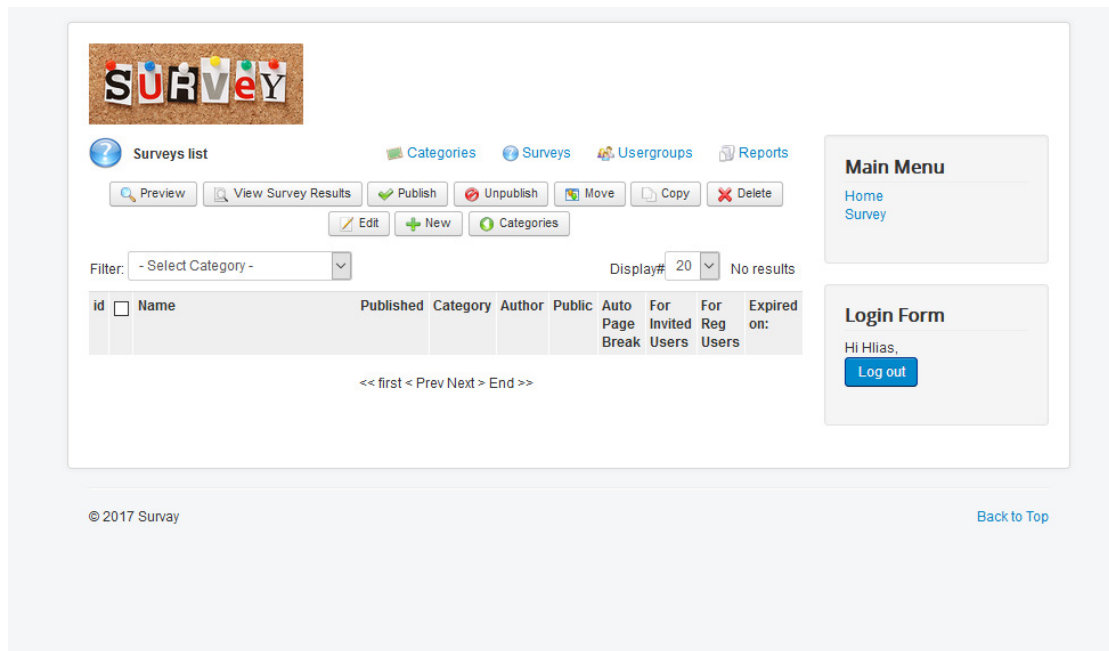 SURVeY
Surveys list
Categories Surveys Usergroups Reports
Preview View Survey Results Publish Unpublish Move Copy Delete
Edit New Categories
Filter: - Select Category - Display# 20 No results
id Name Published Category Author Public Auto Page Break For Invited Users For Reg Users Expired on:
<< first < Prev Next > End >>
Main Menu
Home
Survey
Login Form
Hi Hlias,
Log out
© 2017 Survay Back to Top